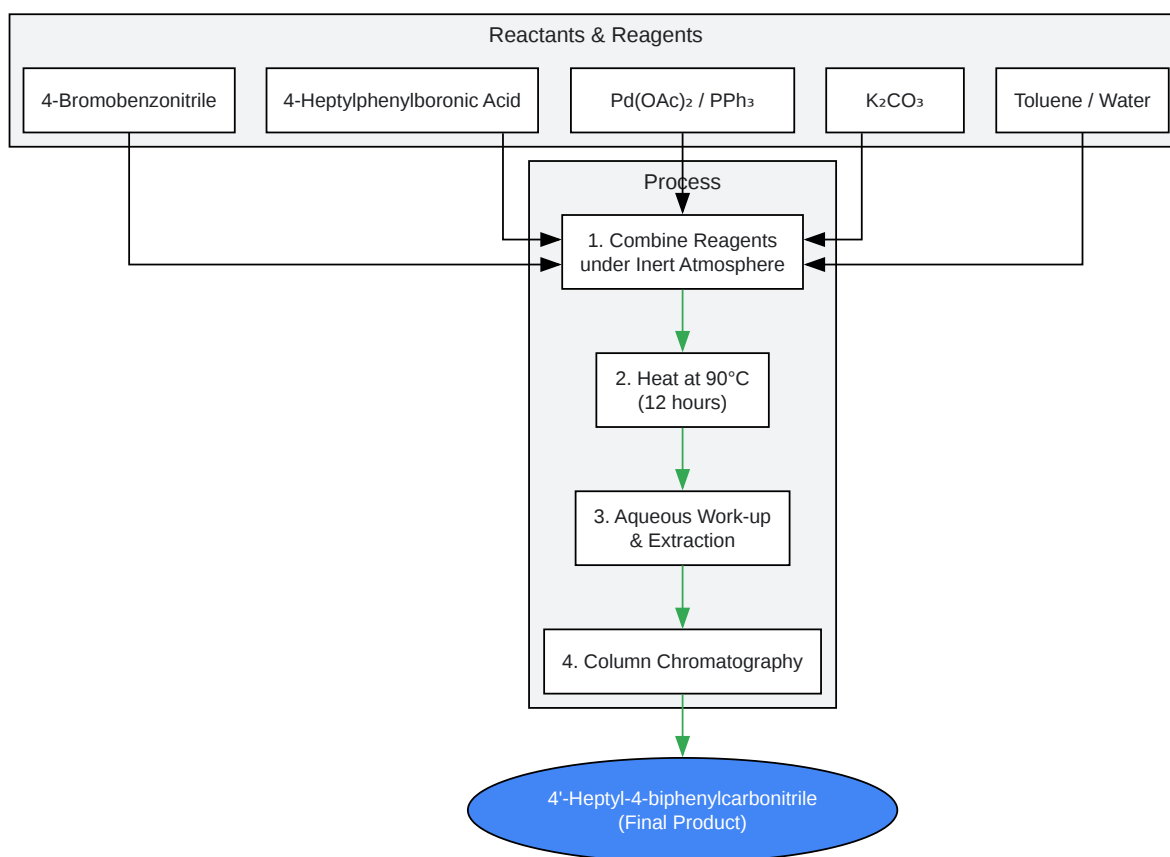 Reactants & Reagents
4-Bromobenzonitrile
4-Heptylphenylboronic Acid
Pd(OAc)₂ / PPh₃
K₂CO₃
Toluene / Water
Process
1. Combine Reagents
under Inert Atmosphere
2. Heat at 90°C
(12 hours)
3. Aqueous Work-up
& Extraction
4. Column Chromatography
4'-Heptyl-4-biphenylcarbonitrile
(Final Product)